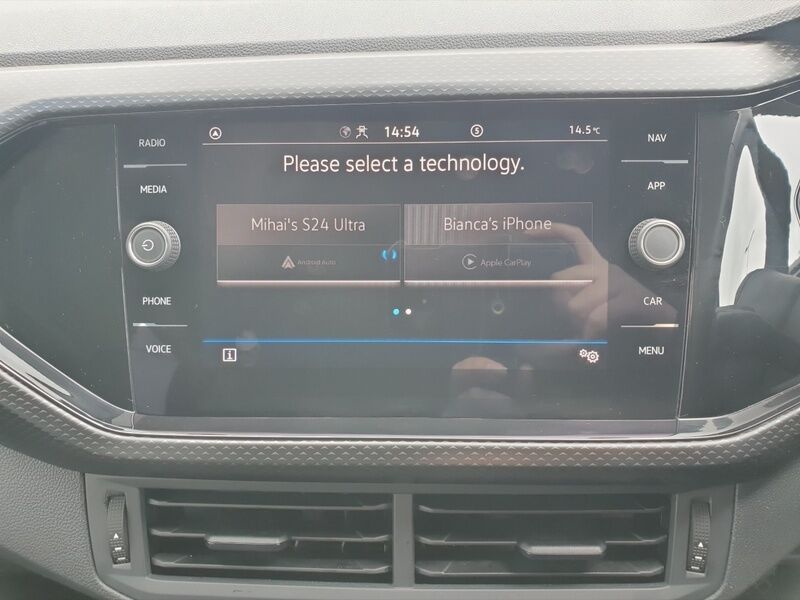 RADIO
MEDIA
PHONE
VOICE
14:54
5
14.5°C
Please select a technology.
Mihai's S24 Ultra
Android Auto
Bianca's iPhone
Apple CarPlay
i
NAV
APP
CAR
MENU